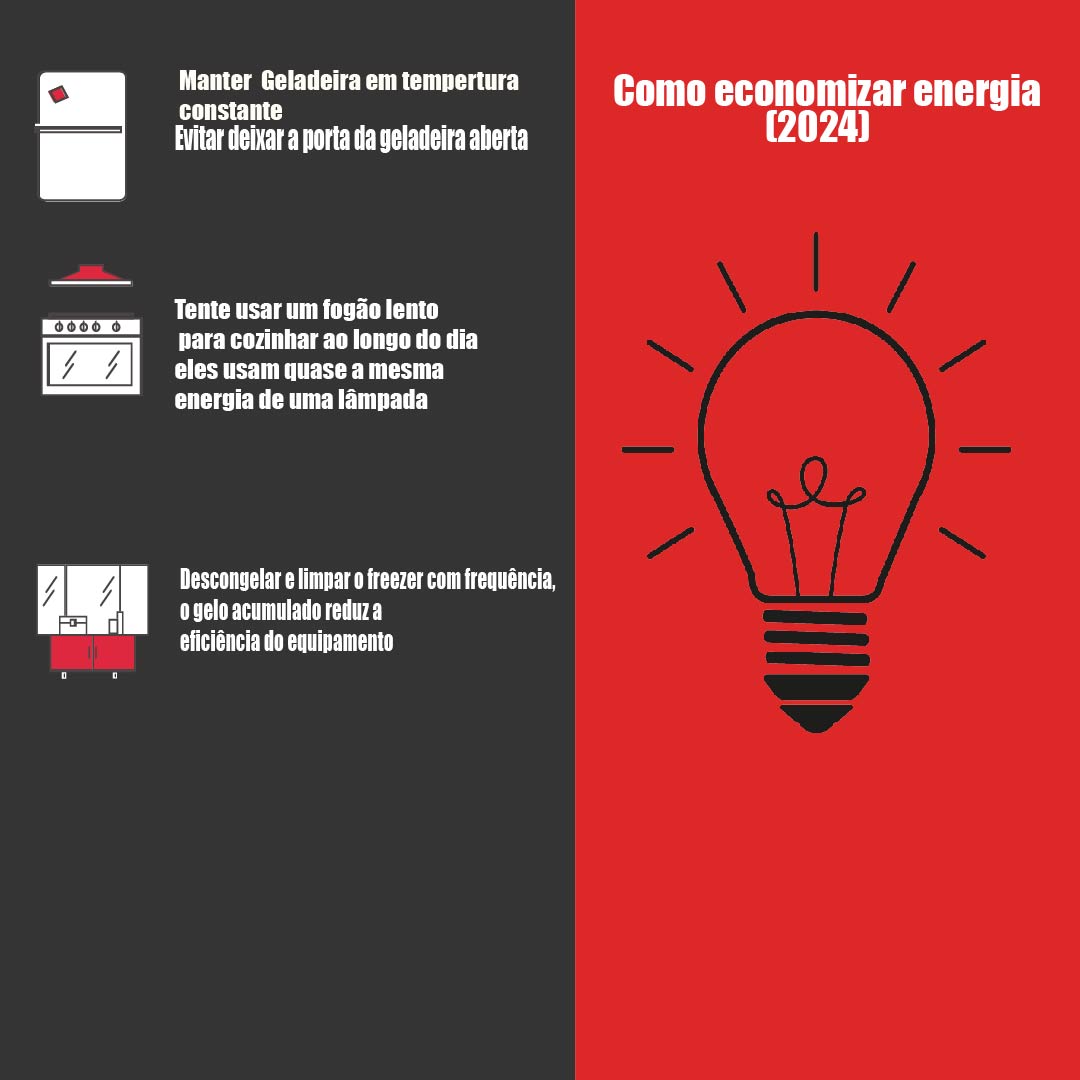 Manter Geladeira em tempertura
constante
Evitar deixar a porta da geladeira aberta
Tente usar um fogão lento
para cozinhar ao longo do dia
eles usam quase a mesma
energia de uma lâmpada
Descongelar e limpar o freezer com frequência,
o gelo acumulado reduz a
eficiência do equipamento
Como economizar energia
(2024)